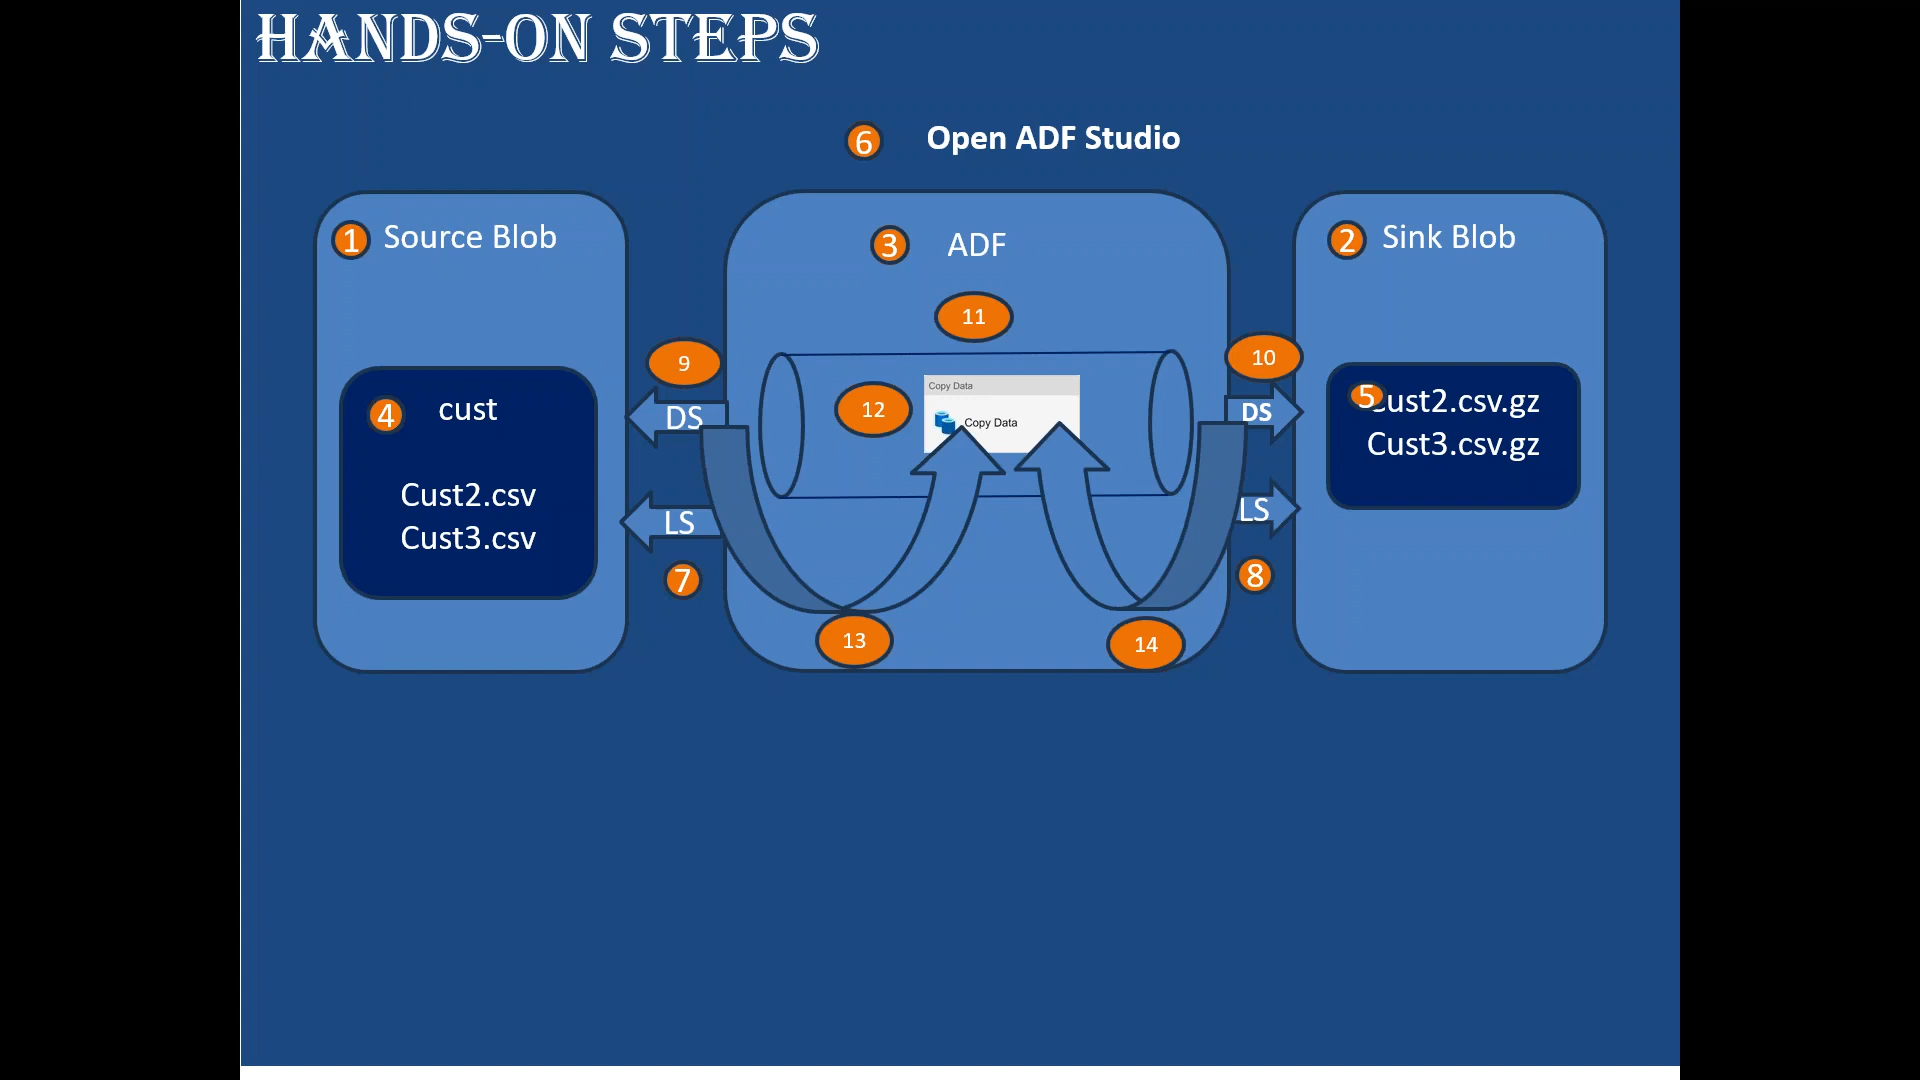 HANDS-ON STEPS
6 Open ADF Studio
1 Source Blob
3 ADF
2 Sink Blob
11
9
10
4 cust
Cust2.csv
Cust3.csv
DS
LS
7
12
Copy Data
Copy Data
DS
LS
8
5
Cust2.csv.gz
Cust3.csv.gz
13
14